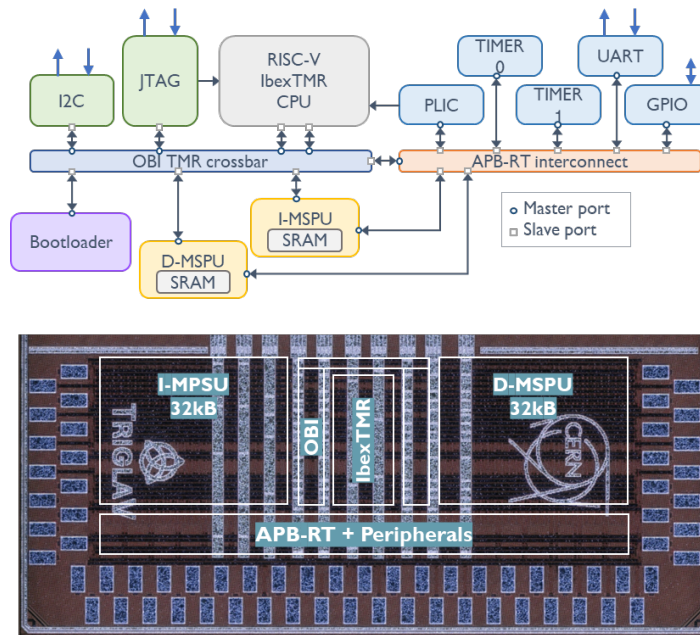 I2C
JTAG
RISC-V
IbexTMR
CPU
PLIC
TIMER
0
TIMER
1
UART
GPIO
OBI TMR crossbar
APB-RT interconnect
Bootloader
I-MSPU
SRAM
D-MSPU
SRAM
Master port
Slave port
I-MPSU
32kB
OBI
IbexTMR
D-MSPU
32kB
TRIGLAV
CERN
APB-RT + Peripherals